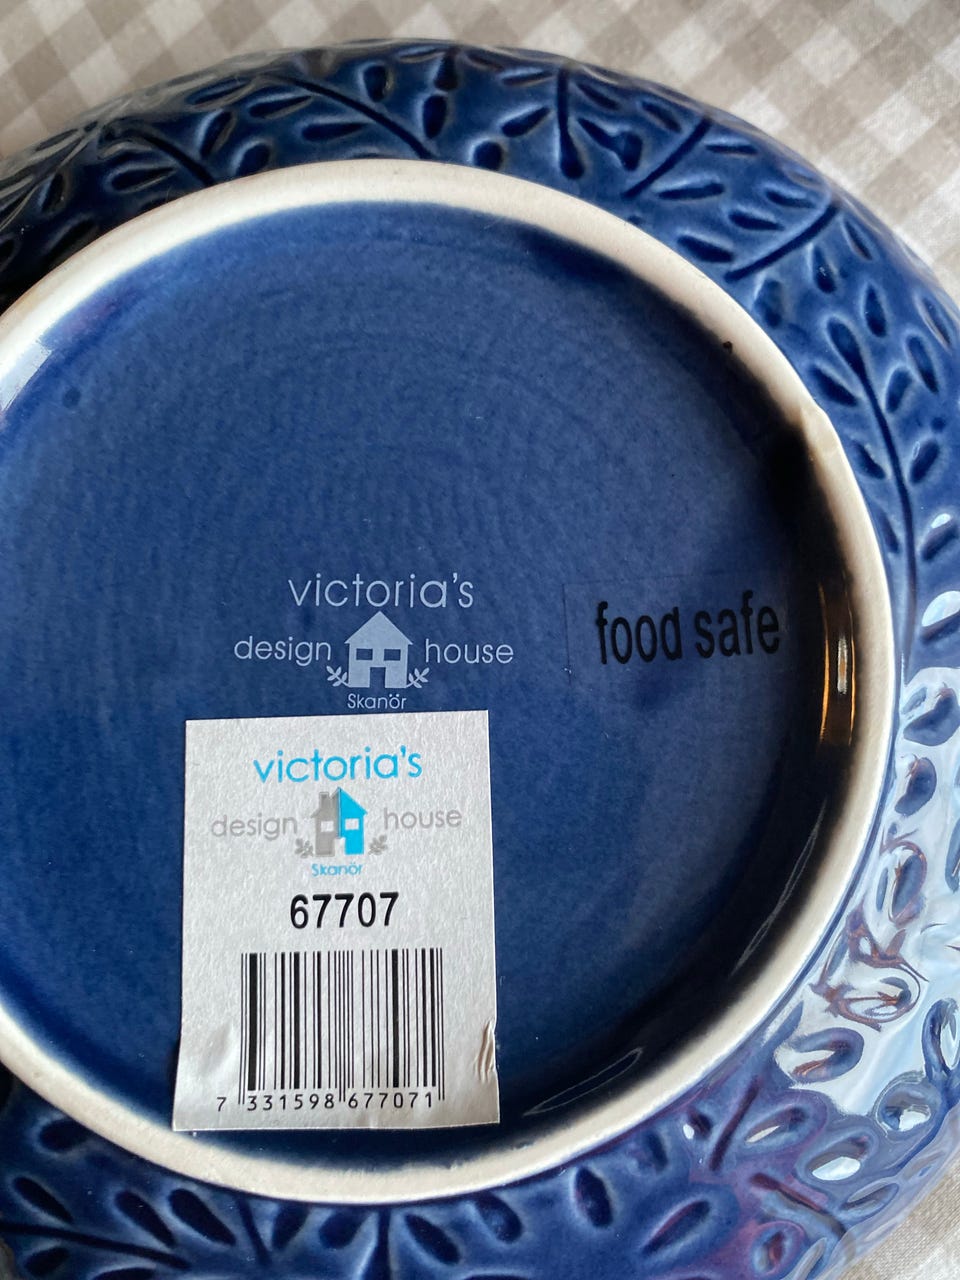 victoria's
design house
Skanör
food safe
victoria's
design house
Skanör
67707
7 331598 677071